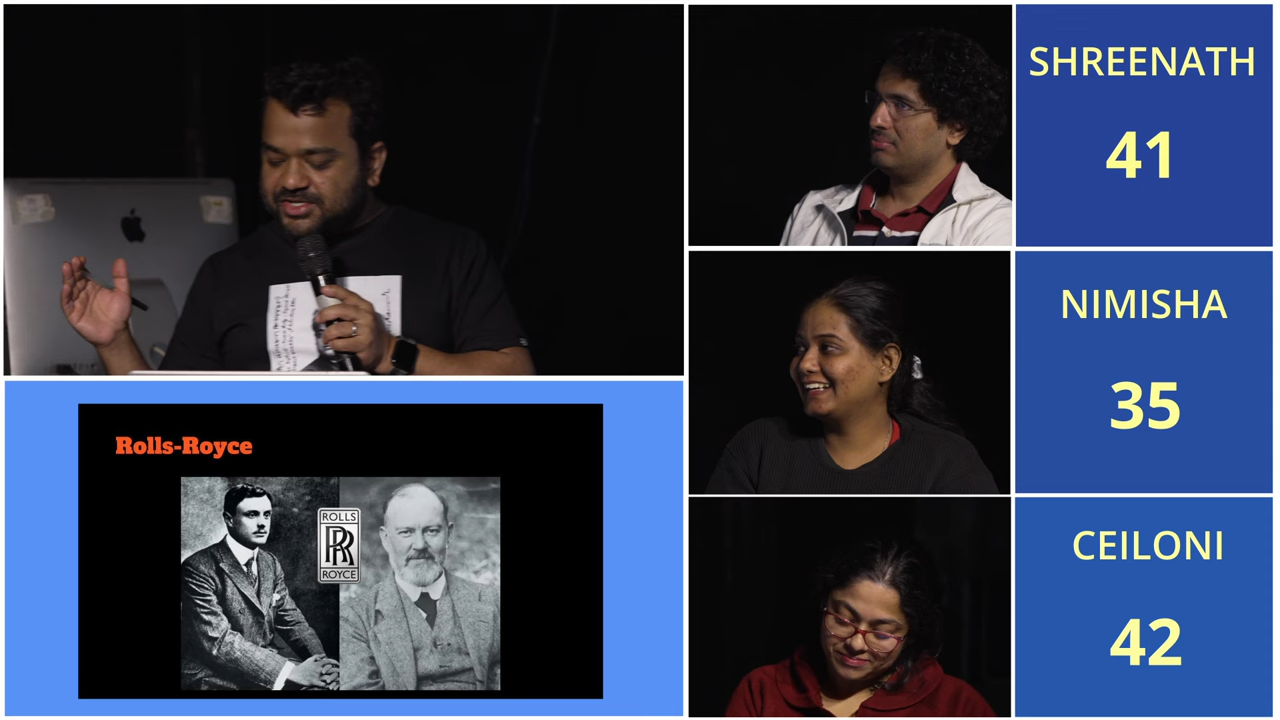 SHREENATH
41
NIMISHA
35
Rolls-Royce
ROLLS
RR
ROYCE
CEILONI
42